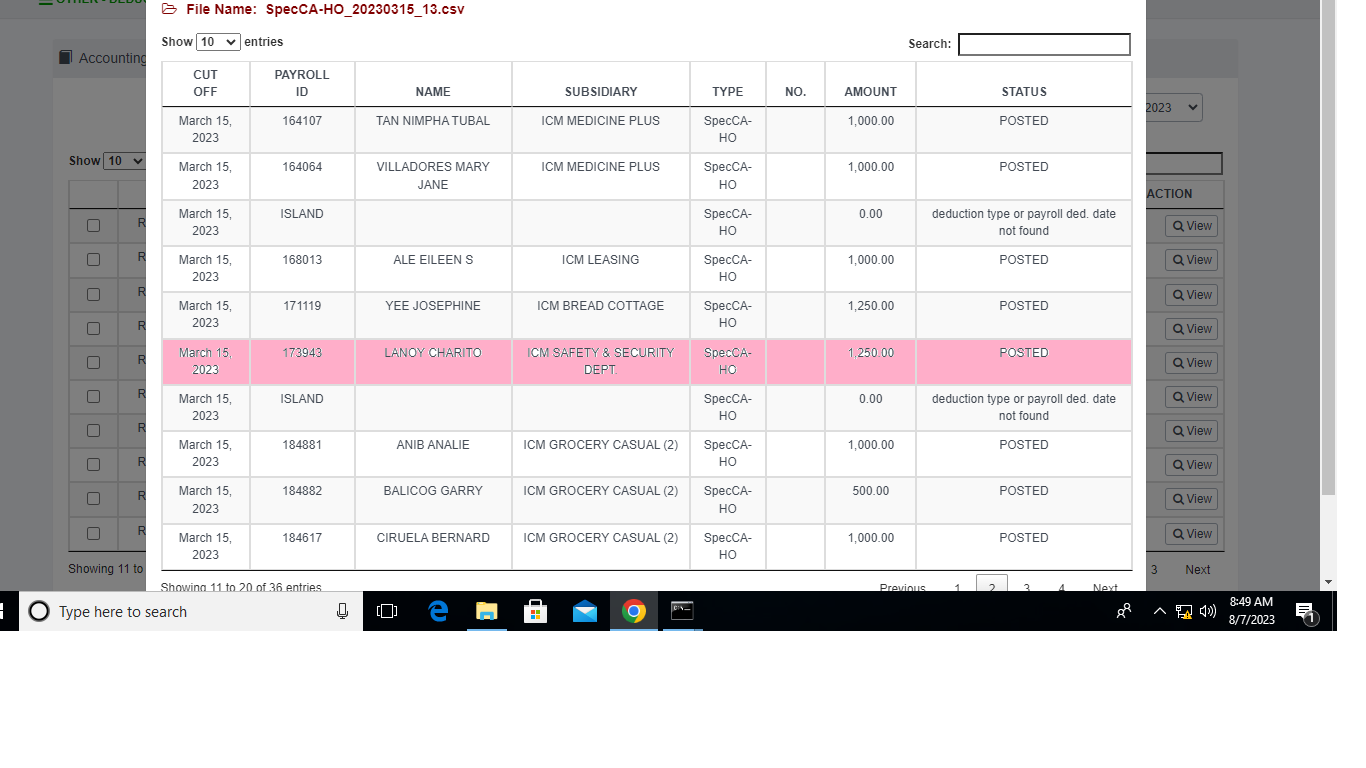 OTHER - DEDU
File Name: SpecCA-HO_20230315_13.csv
Show 10 entries
Search:
Accounting
2023
CUT OFF PAYROLL ID NAME SUBSIDIARY TYPE NO. AMOUNT STATUS
March 15, 2023 164107 TAN NIMPHA TUBAL ICM MEDICINE PLUS SpecCA-HO 1,000.00 POSTED
March 15, 2023 164064 VILLADORES MARY JANE ICM MEDICINE PLUS SpecCA-HO 1,000.00 POSTED
March 15, 2023 ISLAND SpecCA-HO 0.00 deduction type or payroll ded. date not found
March 15, 2023 168013 ALE EILEEN S ICM LEASING SpecCA-HO 1,000.00 POSTED
March 15, 2023 171119 YEE JOSEPHINE ICM BREAD COTTAGE SpecCA-HO 1,250.00 POSTED
March 15, 2023 173943 LANOY CHARITO ICM SAFETY & SECURITY DEPT. SpecCA-HO 1,250.00 POSTED
March 15, 2023 ISLAND SpecCA-HO 0.00 deduction type or payroll ded. date not found
March 15, 2023 184881 ANIB ANALIE ICM GROCERY CASUAL (2) SpecCA-HO 1,000.00 POSTED
March 15, 2023 184882 BALICOG GARRY ICM GROCERY CASUAL (2) SpecCA-HO 500.00 POSTED
March 15, 2023 184617 CIRUELA BERNARD ICM GROCERY CASUAL (2) SpecCA-HO 1,000.00 POSTED
Showing 11 to 20 of 36 entries
Previous 1 2 3 4 Next
Show 10
ACTION
R View
R View
R View
R View
R View
R View
R View
R View
R View
R View
Showing 11 to
3 Next
Type here to search
8:49 AM
8/7/2023
1